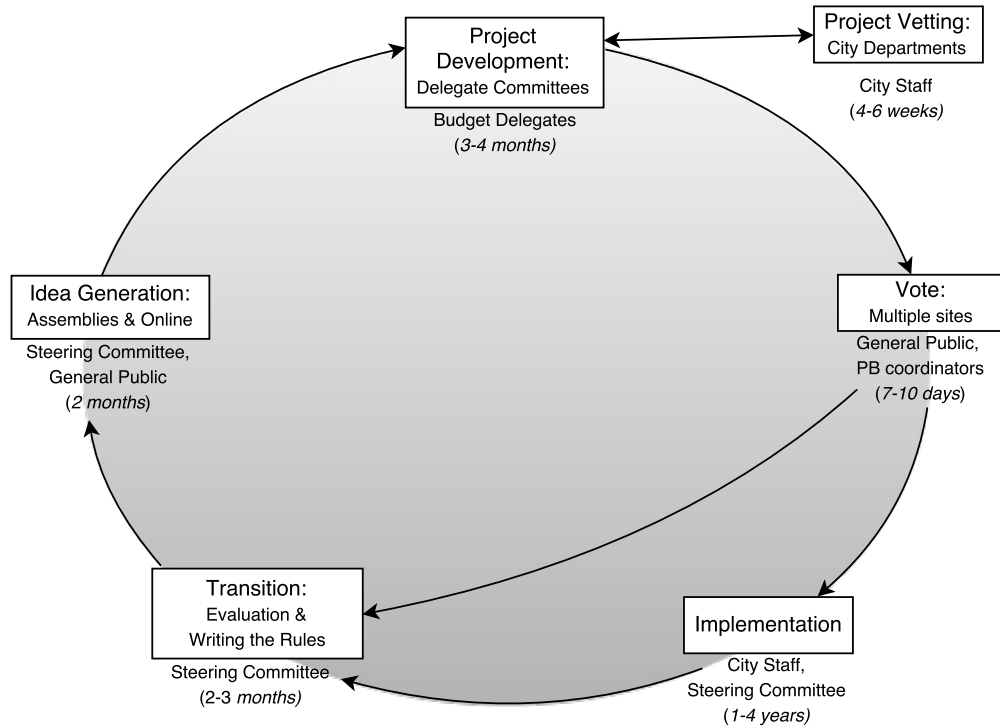 Project
Development:
Delegate Committees
Budget Delegates
(3-4 months)
Project Vetting:
City Departments
City Staff
(4-6 weeks)
Idea Generation:
Assemblies & Online
Steering Committee,
General Public
(2 months)
Vote:
Multiple sites
General Public,
PB coordinators
(7-10 days)
Transition:
Evaluation &
Writing the Rules
Steering Committee
(2-3 months)
Implementation
City Staff,
Steering Committee
(1-4 years)